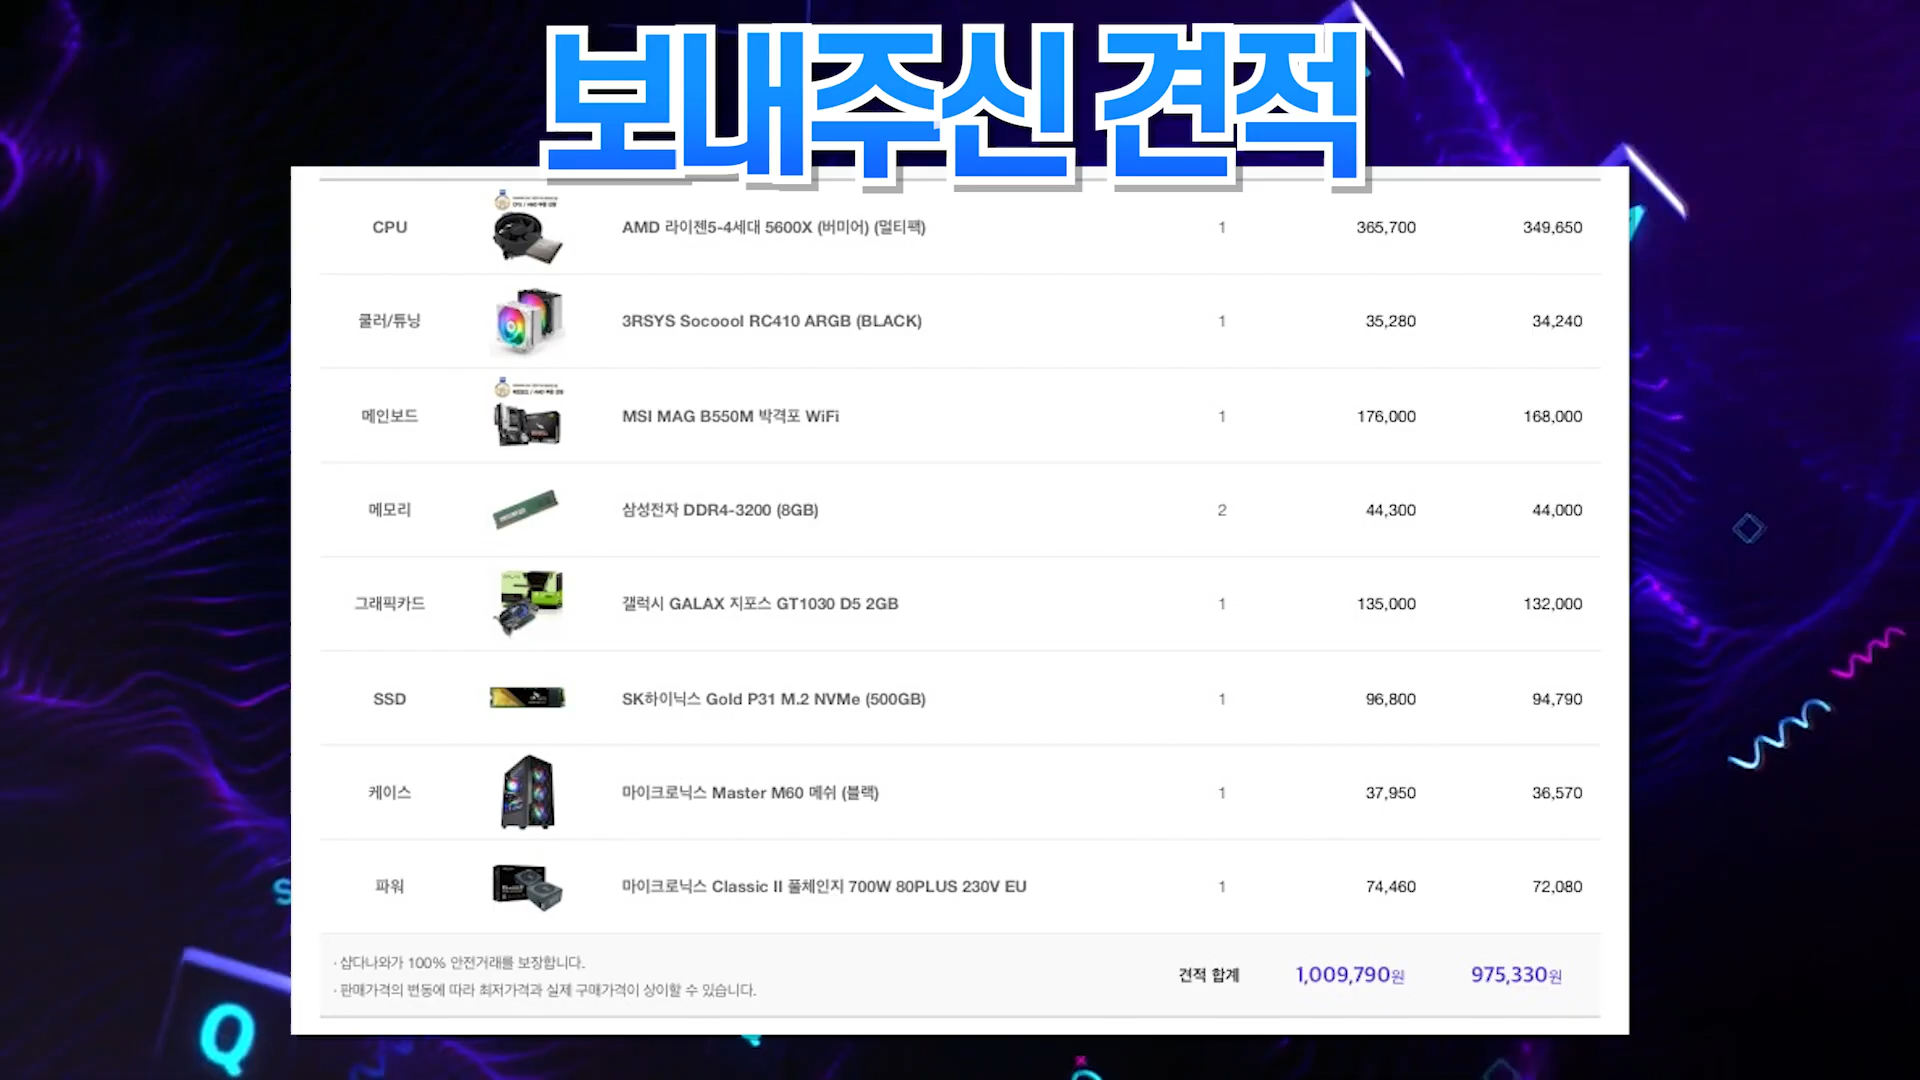 보내주신 견적
CPU AMD 라이젠5-4세대 5600X (버미어) (멀티팩) 1 365,700 349,650
쿨러/튜닝 3RSYS Socoool RC410 ARGB (BLACK) 1 35,280 34,240
메인보드 MSI MAG B550M 박격포 WiFi 1 176,000 168,000
메모리 삼성전자 DDR4-3200 (8GB) 2 44,300 44,000
그래픽카드 갤럭시 GALAX 지포스 GT1030 D5 2GB 1 135,000 132,000
SSD SK하이닉스 Gold P31 M.2 NVMe (500GB) 1 96,800 94,790
케이스 마이크로닉스 Master M60 메쉬 (블랙) 1 37,950 36,570
파워 마이크로닉스 Classic II 풀체인지 700W 80PLUS 230V EU 1 74,460 72,080
· 샵다나와가 100% 안전거래를 보장합니다.
· 판매가격의 변동에 따라 최저가격과 실제 구매가격이 상이할 수 있습니다.
견적 합계 1,009,790원 975,330원
S
Q